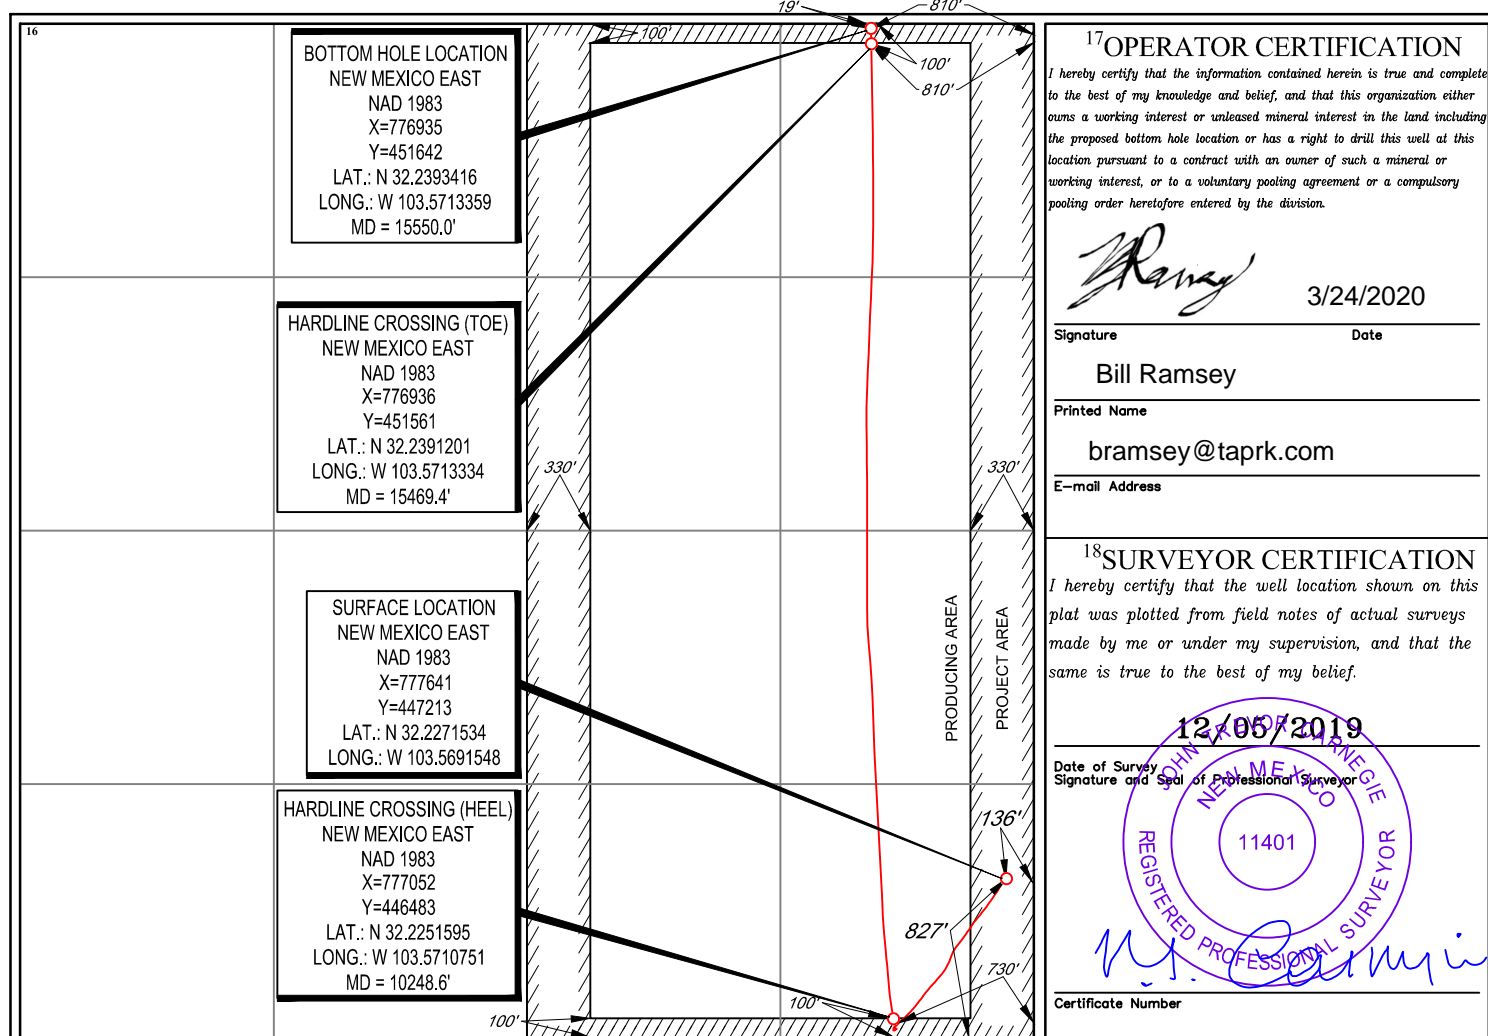 16
19'
810'
100'
100'
810'
BOTTOM HOLE LOCATION
NEW MEXICO EAST
NAD 1983
X=776935
Y=451642
LAT.: N 32.2393416
LONG.: W 103.5713359
MD = 15550.0'
HARDLINE CROSSING (TOE)
NEW MEXICO EAST
NAD 1983
X=776936
Y=451561
LAT.: N 32.2391201
LONG.: W 103.5713334
MD = 15469.4'
330'
330'
SURFACE LOCATION
NEW MEXICO EAST
NAD 1983
X=777641
Y=447213
LAT.: N 32.2271534
LONG.: W 103.5691548
PRODUCING AREA
PROJECT AREA
HARDLINE CROSSING (HEEL)
NEW MEXICO EAST
NAD 1983
X=777052
Y=446483
LAT.: N 32.2251595
LONG.: W 103.5710751
MD = 10248.6'
136'
827'
730'
100'
100'
17 OPERATOR CERTIFICATION
I hereby certify that the information contained herein is true and complete
to the best of my knowledge and belief, and that this organization either
owns a working interest or unleased mineral interest in the land including
the proposed bottom hole location or has a right to drill this well at this
location pursuant to a contract with an owner of such a mineral or
working interest, or to a voluntary pooling agreement or a compulsory
pooling order heretofore entered by the division.
3/24/2020
Signature Date
Bill Ramsey
Printed Name
bramsey@taprk.com
E-mail Address
18 SURVEYOR CERTIFICATION
I hereby certify that the well location shown on this
plat was plotted from field notes of actual surveys
made by me or under my supervision, and that the
same is true to the best of my belief.
12/05/2019
Date of Survey
Signature and Seal of Professional Surveyor
JOHN TREVOR CARNEGIE
NEW MEXICO
11401
REGISTERED PROFESSIONAL SURVEYOR
Certificate Number